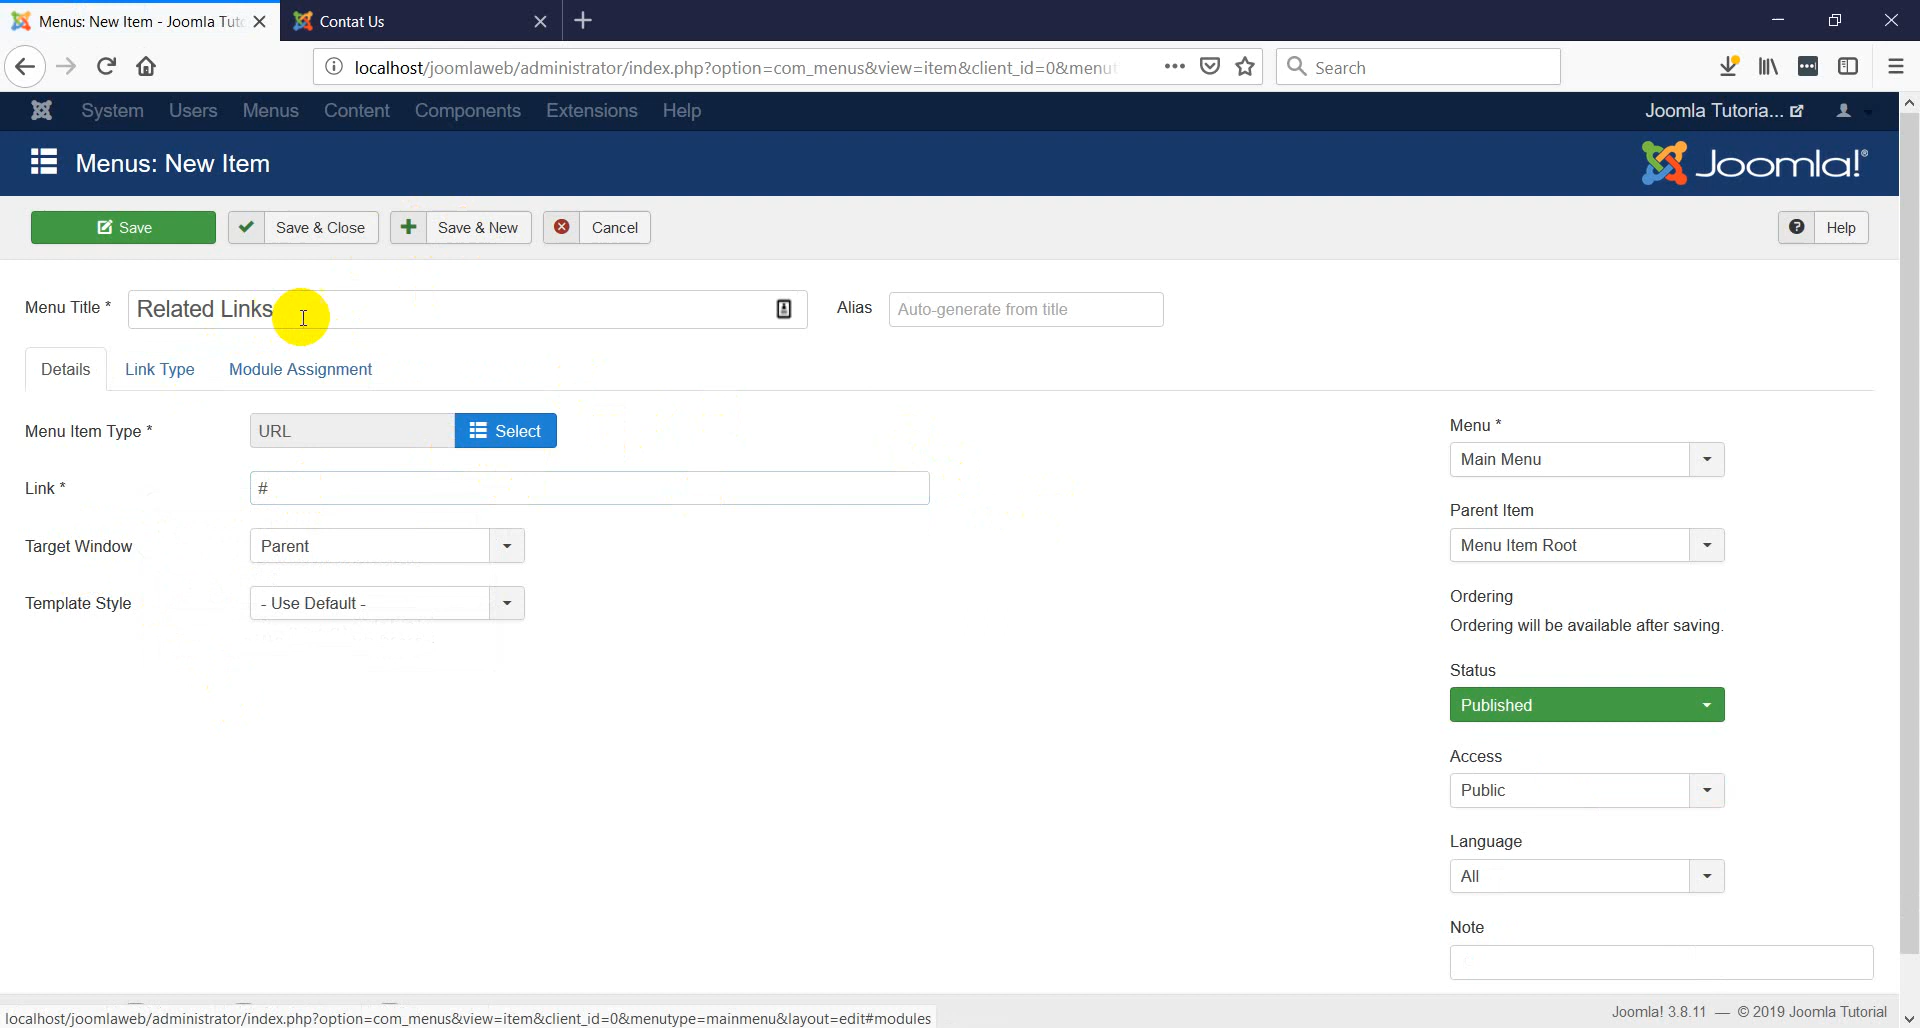 Menus: New Item - Joomla Tut
Contat Us
localhost/joomlaweb/administrator/index.php?option=com_menus&view=item&client_id=0&menut
Search
System Users Menus Content Components Extensions Help
Joomla Tutoria...
Menus: New Item
Joomla!®
Save
Save & Close
Save & New
Cancel
Help
Menu Title *
Related Links
Alias
Auto-generate from title
Details
Link Type
Module Assignment
Menu Item Type *
URL
Select
Link *
#
Target Window
Parent
Template Style
- Use Default -
Menu *
Main Menu
Parent Item
Menu Item Root
Ordering
Ordering will be available after saving.
Status
Published
Access
Public
Language
All
Note
localhost/joomlaweb/administrator/index.php?option=com_menus&view=item&client_id=0&menutype=mainmenu&layout=edit#modules
Joomla! 3.8.11 — © 2019 Joomla Tutorial